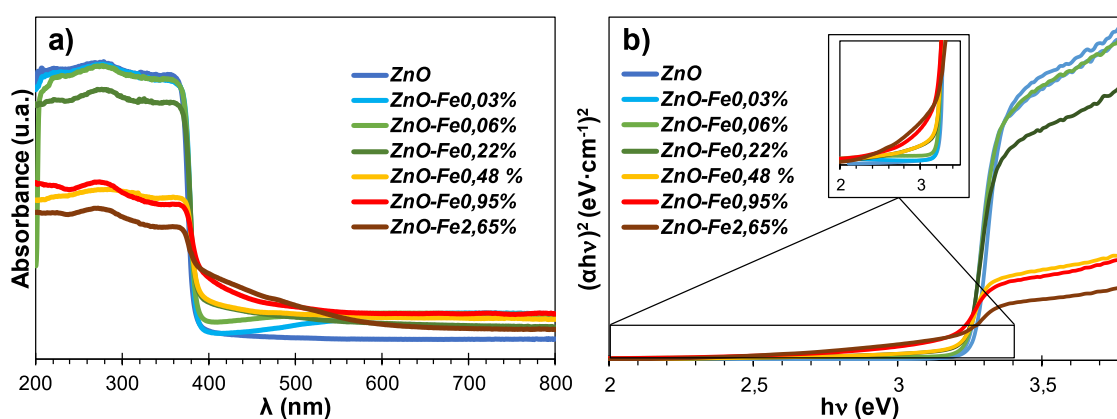 a)
Absorbance (u.a.)
ZnO
ZnO-Fe0,03%
ZnO-Fe0,06%
ZnO-Fe0,22%
ZnO-Fe0,48 %
ZnO-Fe0,95%
ZnO-Fe2,65%
200 300 400 500 600 700 800
λ (nm)
b)
(αhν)² (eV·cm⁻¹)²
ZnO
ZnO-Fe0,03%
ZnO-Fe0,06%
ZnO-Fe0,22%
ZnO-Fe0,48 %
ZnO-Fe0,95%
ZnO-Fe2,65%
2 3
2 2,5 3 3,5
hν (eV)